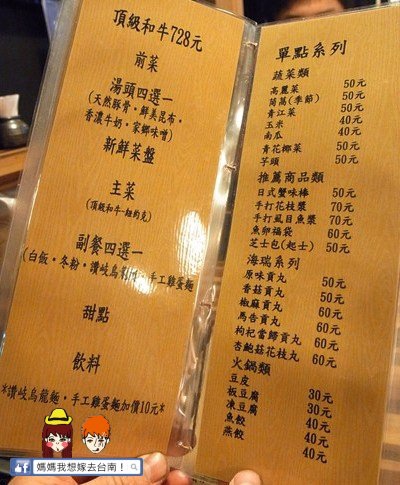 頂級和牛728元
前菜
湯頭四選一
(天然豚骨·鮮美昆布·
香濃牛奶·家鄉味噌)
新鮮菜盤
主菜
(頂級和牛-紐約克)
副餐四選一
(白飯·冬粉·讚岐烏龍麵·手工雞蛋麵
甜點
飲料
*讚岐烏龍麵·手工雞蛋麵加價10元*
單點系列
蔬菜類
高麗菜 50元
茼萵(季節) 50元
青江菜 50元
玉米 40元
南瓜 40元
青花椰菜 50元
芋頭 50元
推薦商品類
日式蟹味棒 50元
手打花枝漿 70元
手打虱目魚漿 70元
魚卵福袋 60元
芝士包(起士) 50元
海瑞系列
原味貢丸 50元
香菇貢丸 50元
椒麻貢丸 60元
馬告貢丸 60元
枸杞當歸貢丸 60元
杏鮑菇花枝丸 60元
火鍋類
豆皮 30元
板豆腐 30元
凍豆腐 40元
魚餃 40元
燕餃 40元
媽媽我想嫁去台南!